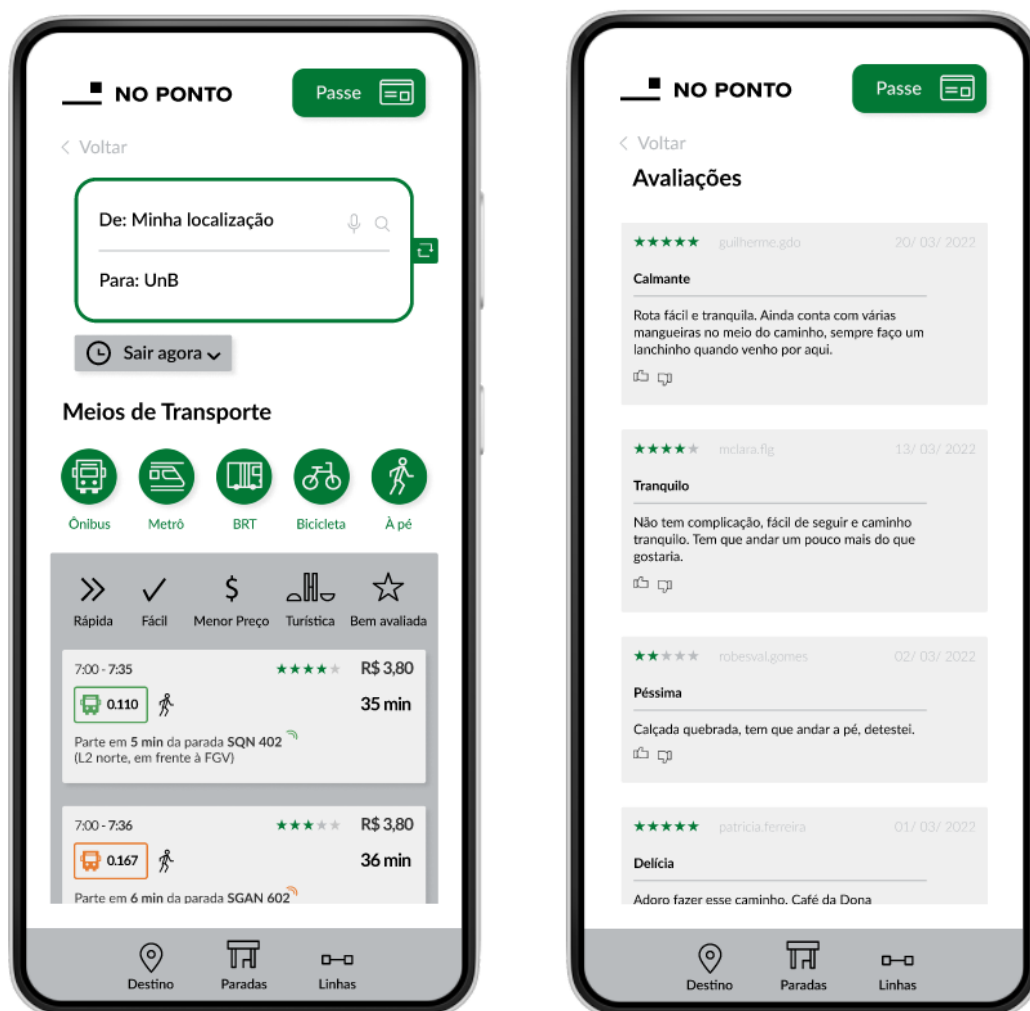 NO PONTO
Passe
< Voltar
De: Minha localização
Para: UnB
Sair agora
Meios de Transporte
Ônibus
Metrô
BRT
Bicicleta
À pé
$
Rápida
Fácil
Menor Preço
Turística
Bem avaliada
7:00 - 7:35
R$ 3,80
0.110
35 min
Parte em 5 min da parada SQN 402
(L2 norte, em frente à FGV)
7:00 - 7:36
R$ 3,80
0.167
36 min
Parte em 6 min da parada SGAN 602
Destino
Paradas
Linhas
NO PONTO
Passe
< Voltar
Avaliações
guilherme.gdo
20/ 03/ 2022
Calmante
Rota fácil e tranquila. Ainda conta com várias
mangueiras no meio do caminho, sempre faço um
lanchinho quando venho por aqui.
mclara.fig
13/ 03/ 2022
Tranquilo
Não tem complicação, fácil de seguir e caminho
tranquilo. Tem que andar um pouco mais do que
gostaria.
robesval.gomes
02/ 03/ 2022
Péssima
Calçada quebrada, tem que andar a pé, detestei.
patricia.ferreira
01/ 03/ 2022
Delícia
Adoro fazer esse caminho. Café da Dona
Destino
Paradas
Linhas